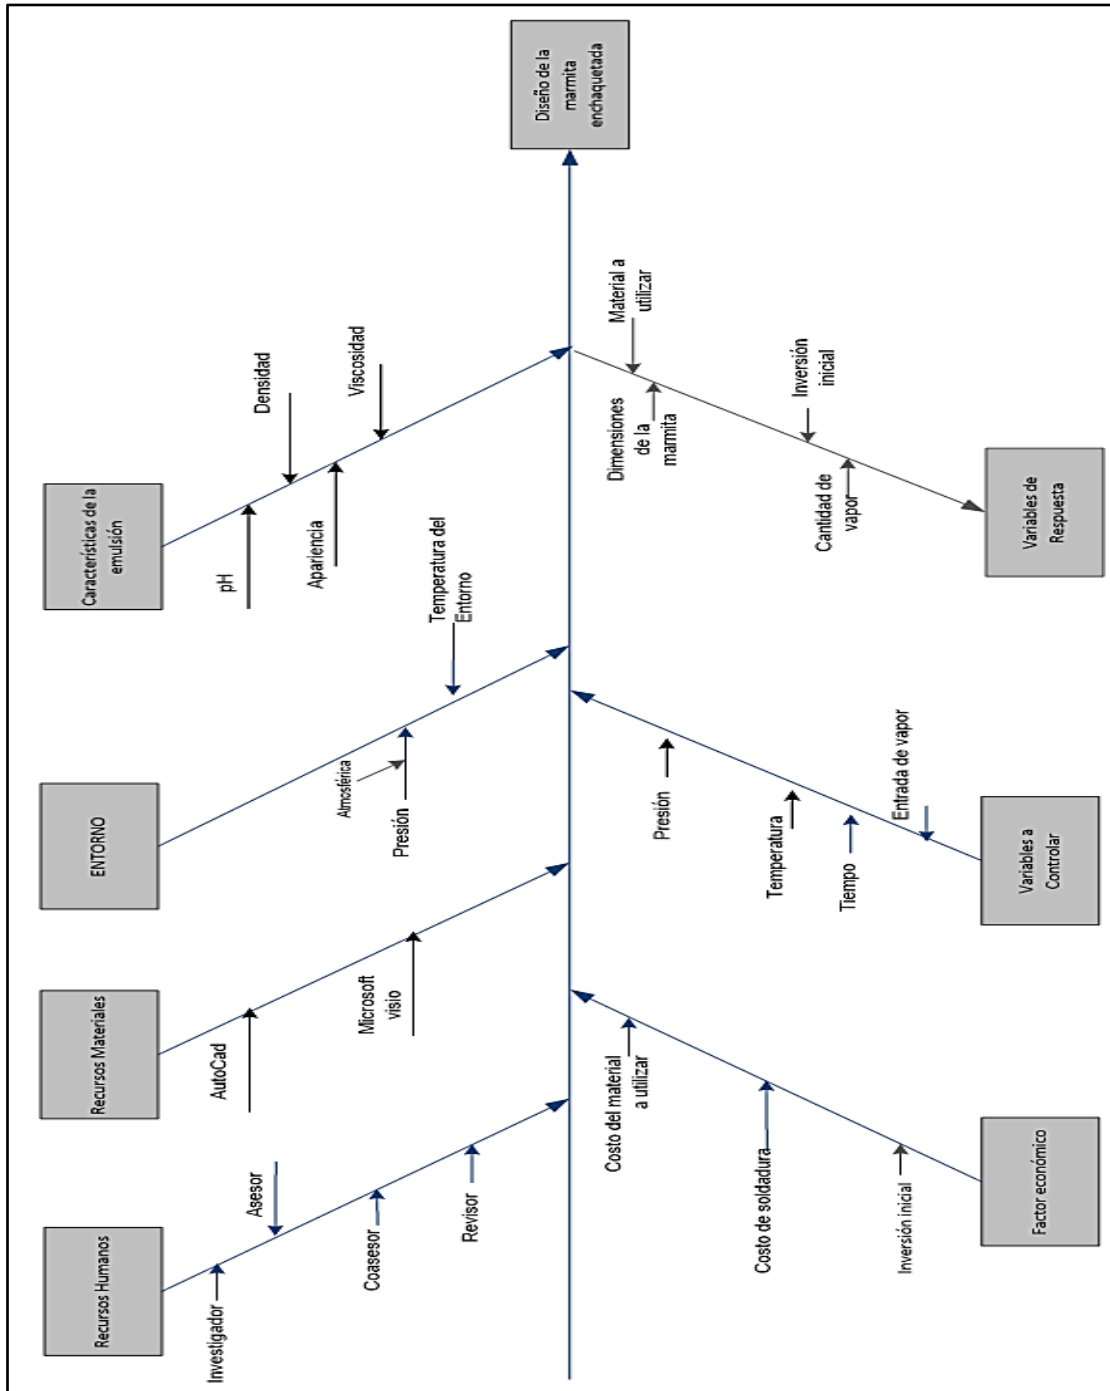 Recursos Humanos
Investigador
Asesor
Coasesor
Revisor
Recursos Materiales
AutoCad
Microsoft
visio
ENTORNO
Atmosférica
Presión
Temperatura del
Entorno
Características de la
emulsión
pH
Densidad
Apariencia
Viscosidad
Diseño de la
marmita
enchaquetada
Costo del material
a utilizar
Costo de soldadura
Inversión inicial
Factor económico
Presión
Temperatura
Tiempo
Entrada de vapor
Variables a
Controlar
Material a
utilizar
Dimensiones
de la
marmita
Inversión
inicial
Cantidad de
vapor
Variables de
Respuesta